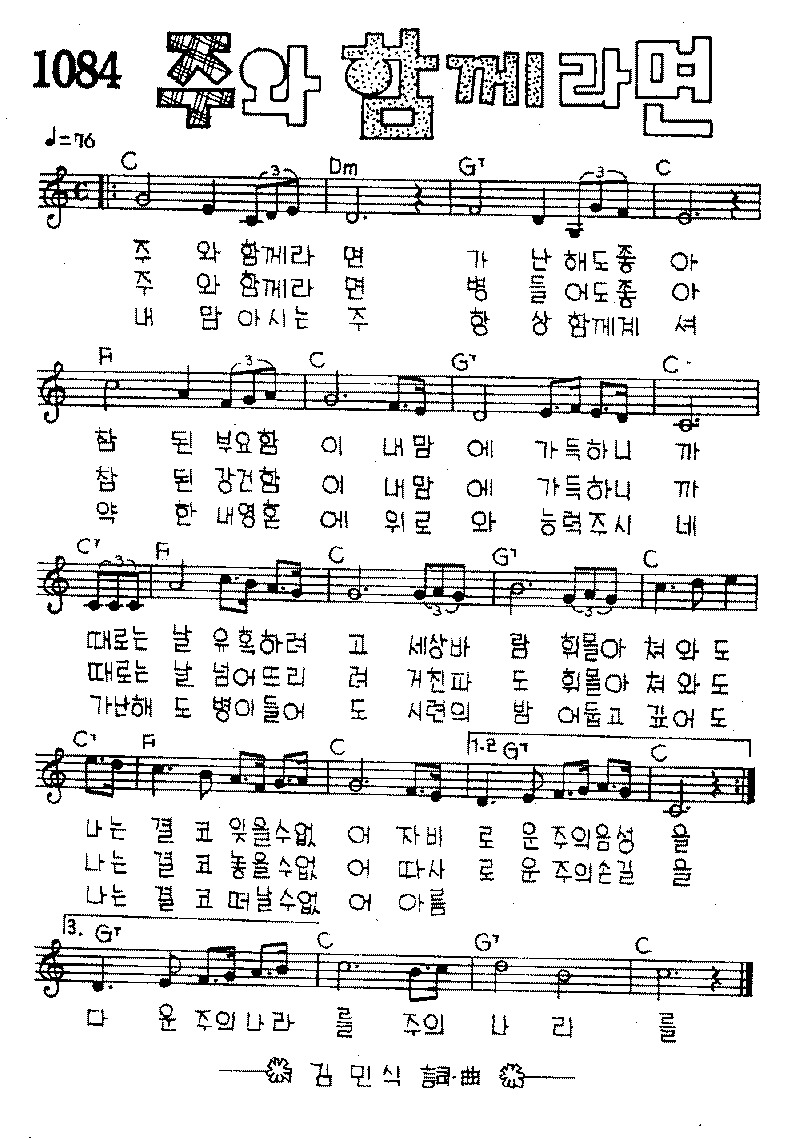 1084 주와 함께라면
♩=76
C 3 Dm G7 3 C
주 와 함께라 면 가 난 해도좋 아
주 와 함께라 면 병 들 어도좋 아
내 맘 아시는 주 항 상 함께계 셔
F 3 C G7 C
참 된 부요함 이 내맘 에 가득하니 까
참 된 강건함 이 내맘 에 가득하니 까
약 한 내영혼 에 위로 와 능력주시 네
C7 3 F C 3 G7 3 C
때로는 날 유혹하려 고 세상바 람 휘몰아 쳐 와도
때로는 날 넘어뜨리 려 거친파 도 휘몰아 쳐 와도
가난해 도 병이들어 도 시련의 밤 어둡고 깊어도
C7 F C 1.2 G7 C
나는 결 코 잊을수없 어 자비 로 운 주의음성 을
나는 결 코 놓을수없 어 따사 로 운 주의손길 을
나는 결 코 떠날수없 어 아름
3. G7 C G7 C
다 운 주의나라 를 주의 나 라 를
김 민 식 詞·曲